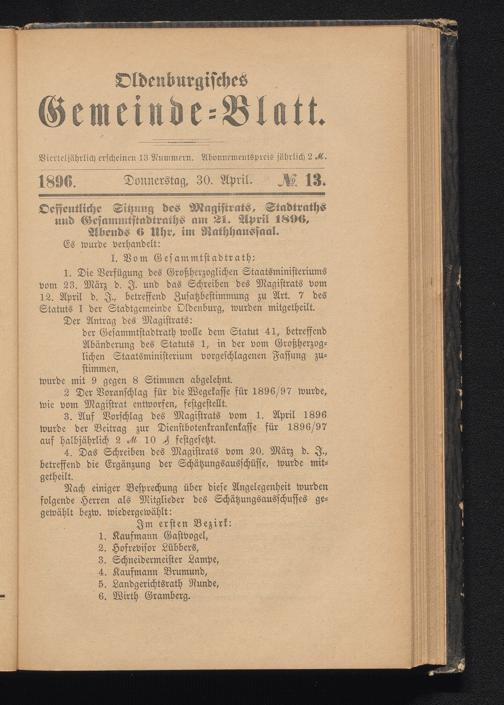 Oldenburgisches
Gemeinde=Blatt.
Vierteljährlich erscheinen 13 Nummern. Abonnementspreis jährlich 2 ℳ.
1896. Donnerstag, 30. April. № 13.
Oeffentliche Sitzung des Magistrats, Stadtraths
und Gesammtstadtraths am 21. April 1896,
Abends 6 Uhr, im Rathhaussaal.
Es wurde verhandelt:
I. Vom Gesammtstadtrath:
1. Die Verfügung des Großherzoglichen Staatsministeriums
vom 23. März d. J. und das Schreiben des Magistrats vom
12. April d. J., betreffend Zusatzbestimmung zu Art. 7 des
Statuts I der Stadtgemeinde Oldenburg, wurden mitgetheilt.
Der Antrag des Magistrats:
der Gesammtstadtrath wolle dem Statut 41, betreffend
Abänderung des Statuts 1, in der vom Großherzog-
lichen Staatsministerium vorgeschlagenen Fassung zu-
stimmen,
wurde mit 9 gegen 8 Stimmen abgelehnt.
2 Der Voranschlag für die Wegekasse für 1896/97 wurde,
wie vom Magistrat entworfen, festgestellt.
3. Auf Vorschlag des Magistrats vom 1. April 1896
wurde der Beitrag zur Dienstbotenkrankenkasse für 1896/97
auf halbjährlich 2 ℳ 10 ₰ festgesetzt.
4. Das Schreiben des Magistrats vom 20. März d. J.,
betreffend die Ergänzung der Schätzungsausschüsse, wurde mit-
getheilt.
Nach einiger Besprechung über diese Angelegenheit wurden
folgende Herren als Mitglieder des Schätzungsausschusses ge-
gewählt bezw. wiedergewählt:
Im ersten Bezirk:
1. Kaufmann Gastvogel,
2. Hofrevisor Lübbers,
3. Schneidermeister Lampe,
4. Kaufmann Brumund,
5. Landgerichtsrath Runde,
6. Wirth Gramberg.